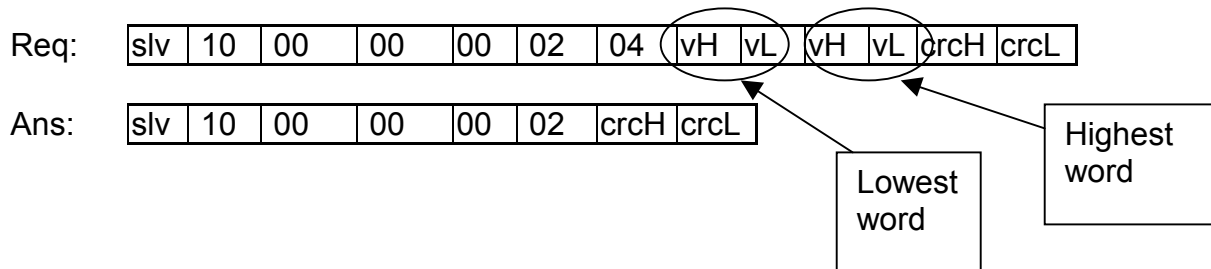 Req: slv 10 00 00 00 02 04 vH vL vH vL crcH crcL
Ans: slv 10 00 00 00 02 crcH crcL
Highest
word
Lowest
word